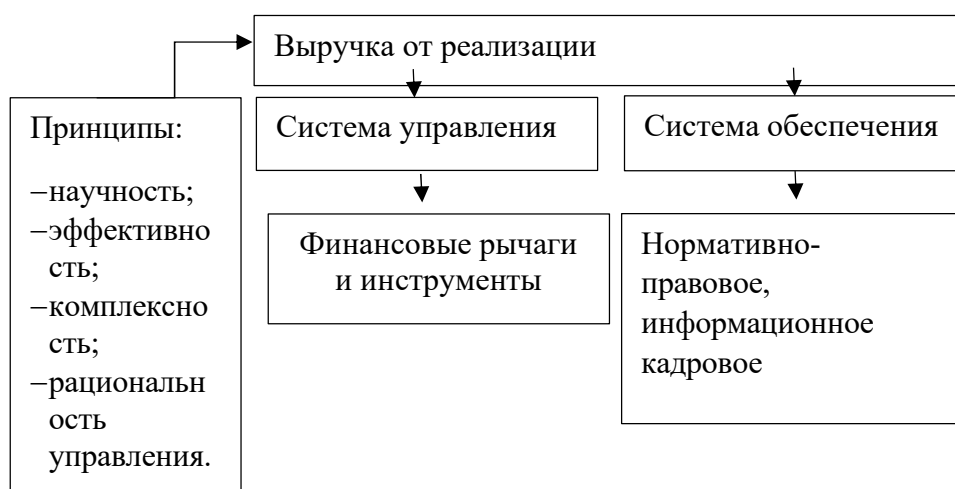 Выручка от реализации
Принципы:
–научность;
–эффективно
сть;
–комплексно
сть;
–рациональн
ость
управления.
Система управления
Финансовые рычаги
и инструменты
Система обеспечения
Нормативно-
правовое,
информационное
кадровое